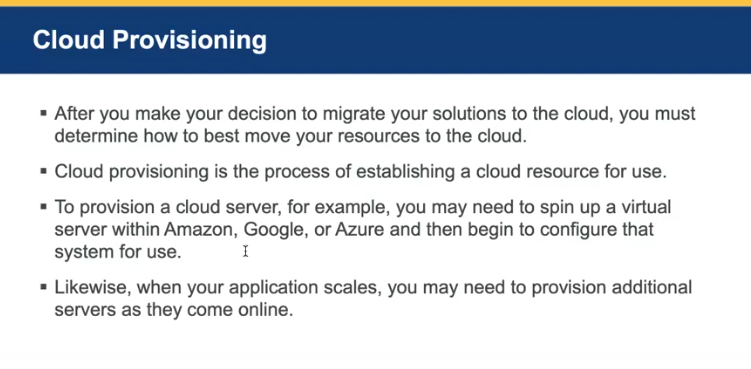 Cloud Provisioning
▪ After you make your decision to migrate your solutions to the cloud, you must
determine how to best move your resources to the cloud.
▪ Cloud provisioning is the process of establishing a cloud resource for use.
▪ To provision a cloud server, for example, you may need to spin up a virtual
server within Amazon, Google, or Azure and then begin to configure that
system for use.
▪ Likewise, when your application scales, you may need to provision additional
servers as they come online.